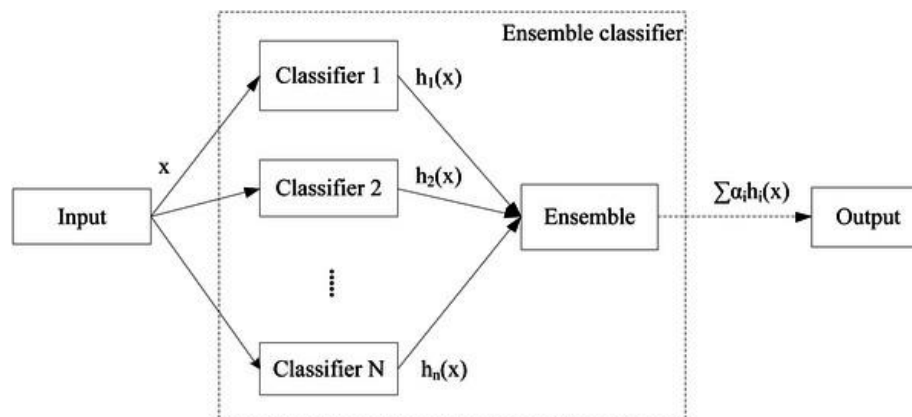 Ensemble classifier
Classifier 1
h₁(x)
x
Classifier 2
h₂(x)
Input
Ensemble
∑αᵢhᵢ(x)
Output
Classifier N
hₙ(x)